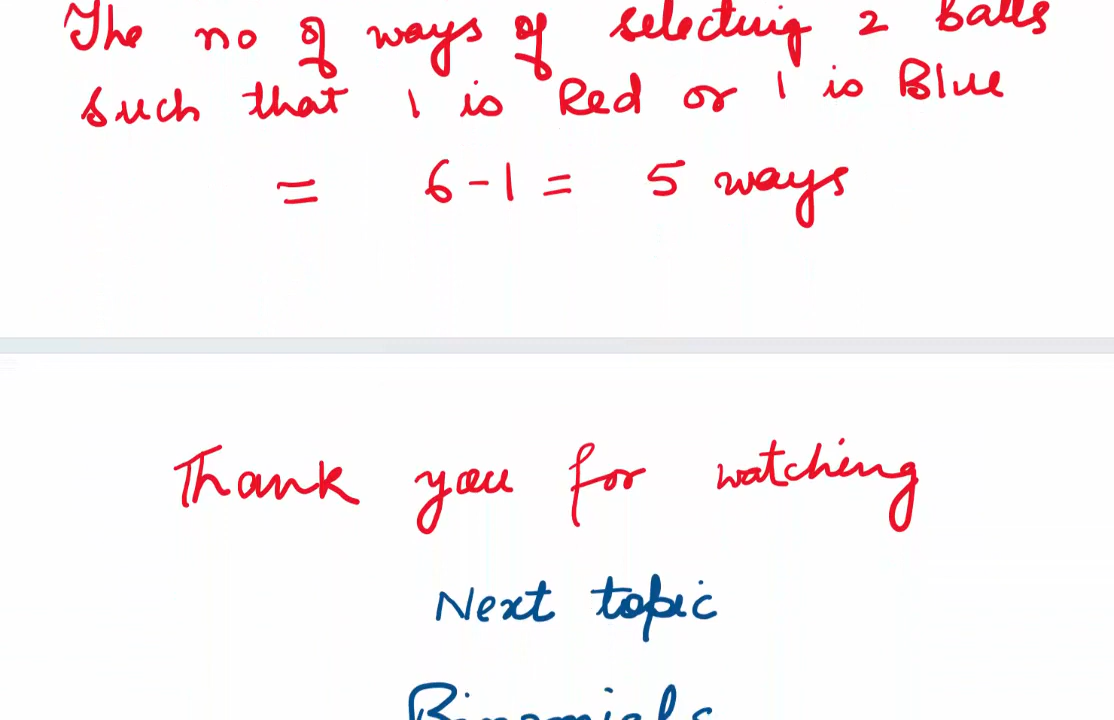 The no of ways of selecting 2 Balls
such that 1 is Red or 1 is Blue
= 6 - 1 = 5 ways
Thank you for watching
Next topic
Binomials